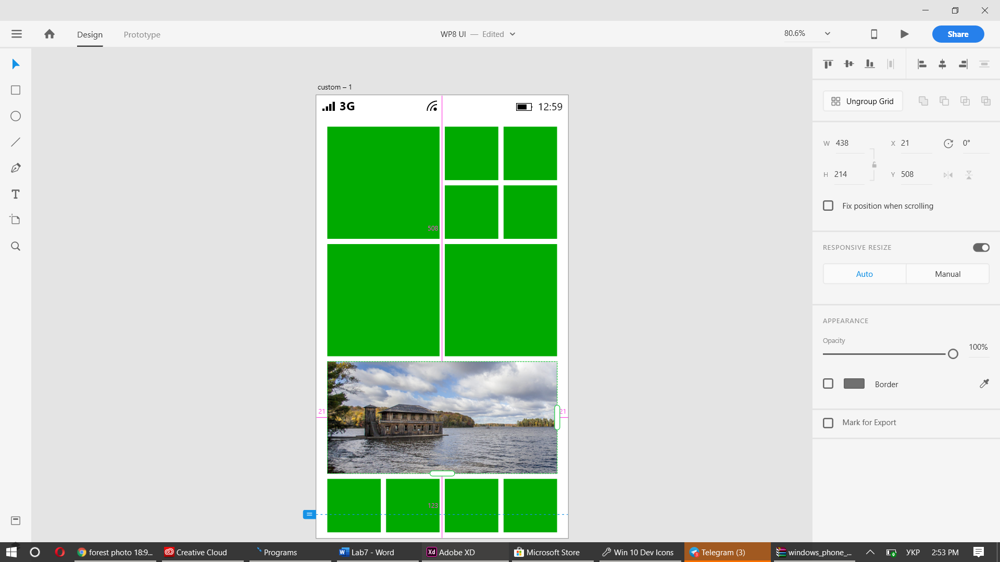 Design
Prototype
WP8 UI — Edited
80.6%
Share
custom – 1
3G
12:59
508
21
21
123
Ungroup Grid
W 438
X 21
0°
H 214
Y 508
Fix position when scrolling
RESPONSIVE RESIZE
Auto
Manual
APPEARANCE
Opacity
100%
Border
Mark for Export
forest photo 18:9...
Creative Cloud
Programs
Lab7 - Word
Adobe XD
Microsoft Store
Win 10 Dev Icons
Telegram (3)
windows_phone_...
УКР
2:53 PM